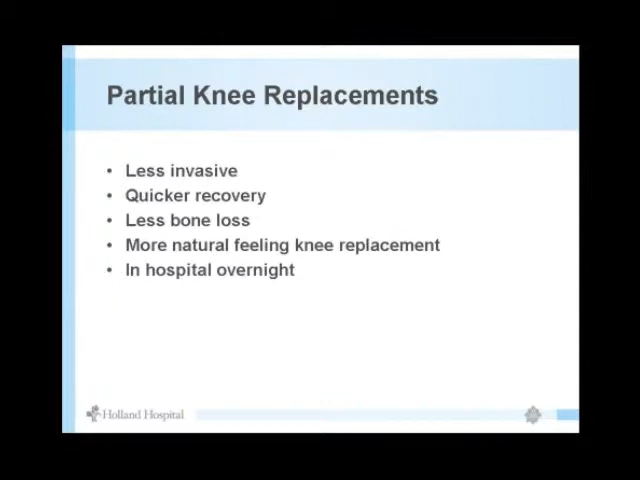 Partial Knee Replacements
• Less invasive
• Quicker recovery
• Less bone loss
• More natural feeling knee replacement
• In hospital overnight
Holland Hospital